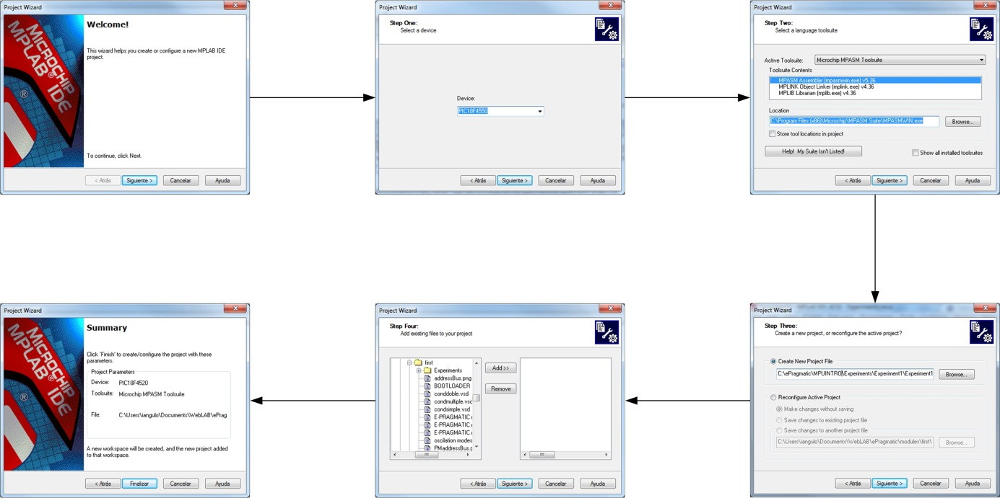 Project Wizard
MICROCHIP
MPLAB® IDE
®
Welcome!
This wizard helps you create or configure a new MPLAB IDE
project.
To continue, click Next.
< Atrás
Siguiente >
Cancelar
Ayuda
Project Wizard
Step One:
Select a device
Device:
PIC18F4550
< Atrás
Siguiente >
Cancelar
Ayuda
Project Wizard
Step Two:
Select a language toolsuite
Active Toolsuite:
Microchip MPASM Toolsuite
Toolsuite Contents
MPASM Assembler (mpasmwin.exe) v5.36
MPLINK Object Linker (mplink.exe) v4.36
MPLIB Librarian (mplib.exe) v4.36
Location
C:\Program Files (x86)\Microchip\MPASM Suite\MPASMWIN.exe
Browse...
Store tool locations in project
Help! My Suite Isn't Listed!
Show all installed toolsuites
< Atrás
Siguiente >
Cancelar
Ayuda
Project Wizard
Step Three:
Create a new project, or reconfigure the active project?
Create New Project File
C:\ePragmatic\MPUINTRO\Experiments\Experiment1\Experiment1
Browse...
Reconfigure Active Project
Make changes without saving
Save changes to existing project file
Save changes to another project file
C:\Users\iangulo\Documents\WebLAB\ePragmatic\modules\first\
Browse...
< Atrás
Siguiente >
Cancelar
Ayuda
Project Wizard
Step Four:
Add existing files to your project
first
Experiments
addressBus.png
BOOTLOADER
conddoble.vsd
condmultiple.vsd
condsimple.vsd
E-PRAGMATIC
E-PRAGMATIC
E-PRAGMATIC
oscilation modes
PMaddressBus.p
Add >>
Remove
< Atrás
Siguiente >
Cancelar
Ayuda
Project Wizard
MICROCHIP
MPLAB® IDE
®
Summary
Click 'Finish' to create/configure the project with these
parameters.
Project Parameters
Device: PIC18F4520
Toolsuite: Microchip MPASM Toolsuite
File: C:\Users\iangulo\Documents\WebLAB\ePrag
A new workspace will be created, and the new project added
to that workspace.
< Atrás
Finalizar
Cancelar
Ayuda